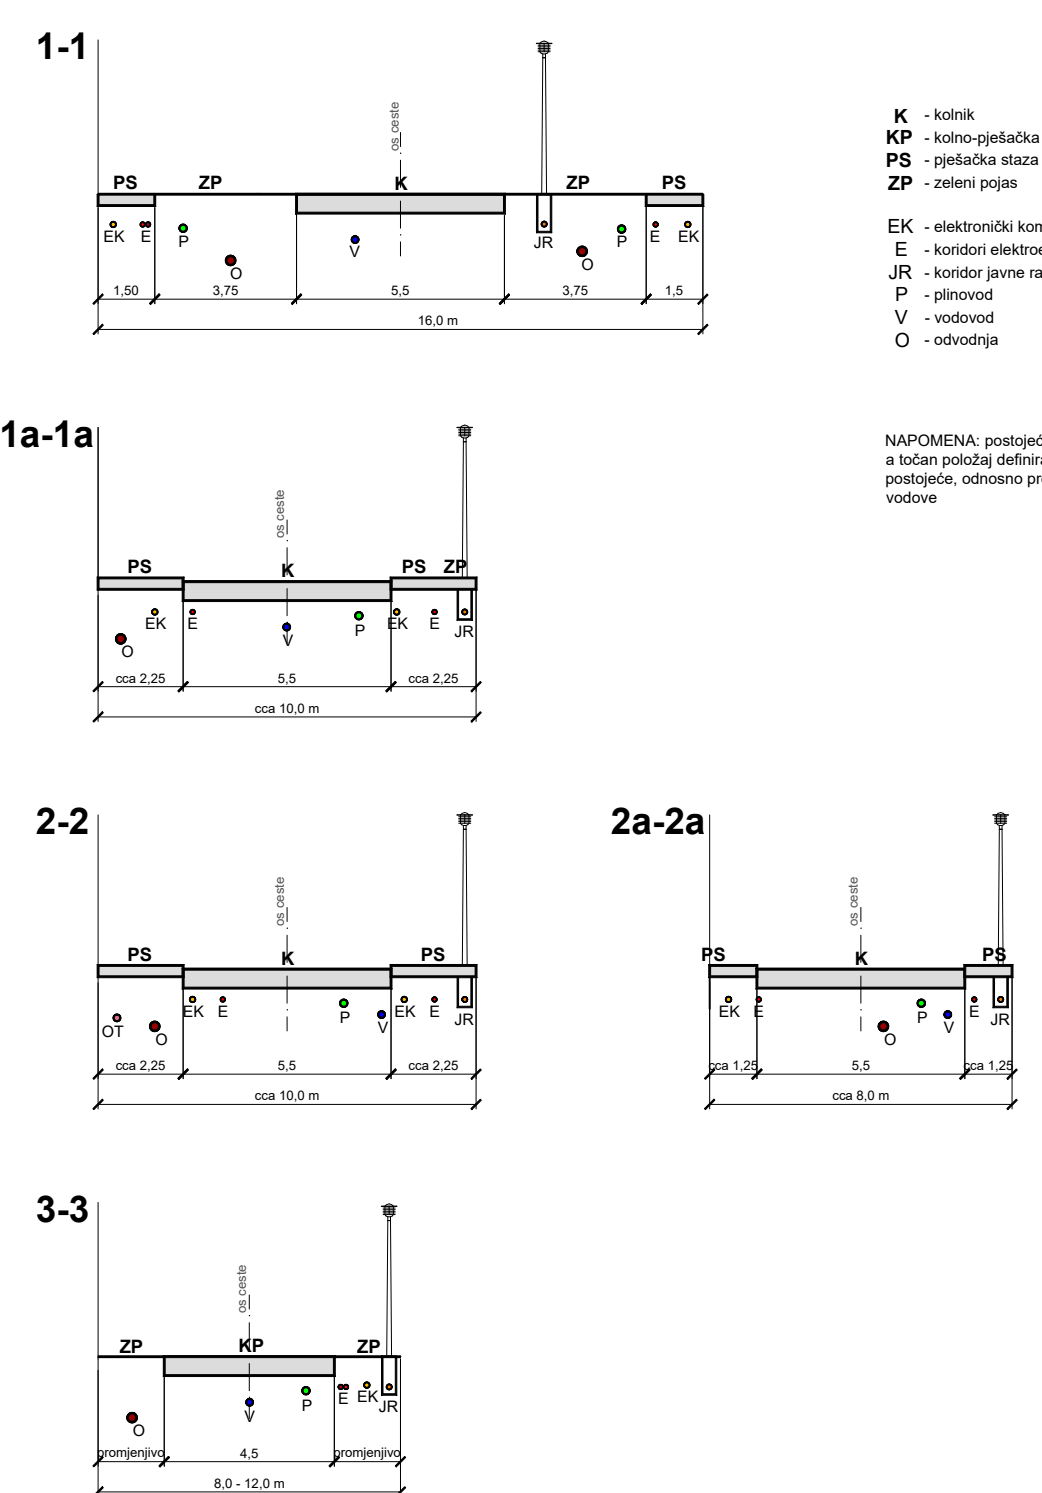 1-1
os ceste
PS ZP K ZP PS
EK E P O V JR O P E EK
1,50 3,75 5,5 3,75 1,5
16,0 m
K - kolnik
KP - kolno-pješačka
PS - pješačka staza
ZP - zeleni pojas
EK - elektronički
E - koridori
JR - koridor javne
P - plinovod
V - vodovod
O - odvodnja
1a-1a
os ceste
PS K PS ZP
O EK E V P EK E JR
cca 2,25 5,5 cca 2,25
cca 10,0 m
NAPOMENA:
a točan položaj
postojeće, odnosno
vodove
2-2
os ceste
PS K PS
OT O EK E P V EK E JR
cca 2,25 5,5 cca 2,25
cca 10,0 m
2a-2a
os ceste
PS K PS
EK E O P V E JR
cca 1,25 5,5 cca 1,25
cca 8,0 m
3-3
os ceste
ZP KP ZP
O V P E EK JR
promjenjivo 4,5 promjenjivo
8,0 - 12,0 m